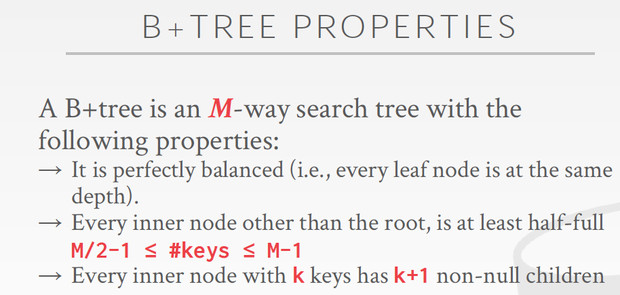 B+TREE PROPERTIES
A B+tree is an M-way search tree with the
following properties:
→ It is perfectly balanced (i.e., every leaf node is at the same
depth).
→ Every inner node other than the root, is at least half-full
M/2-1 ≤ #keys ≤ M-1
→ Every inner node with k keys has k+1 non-null children